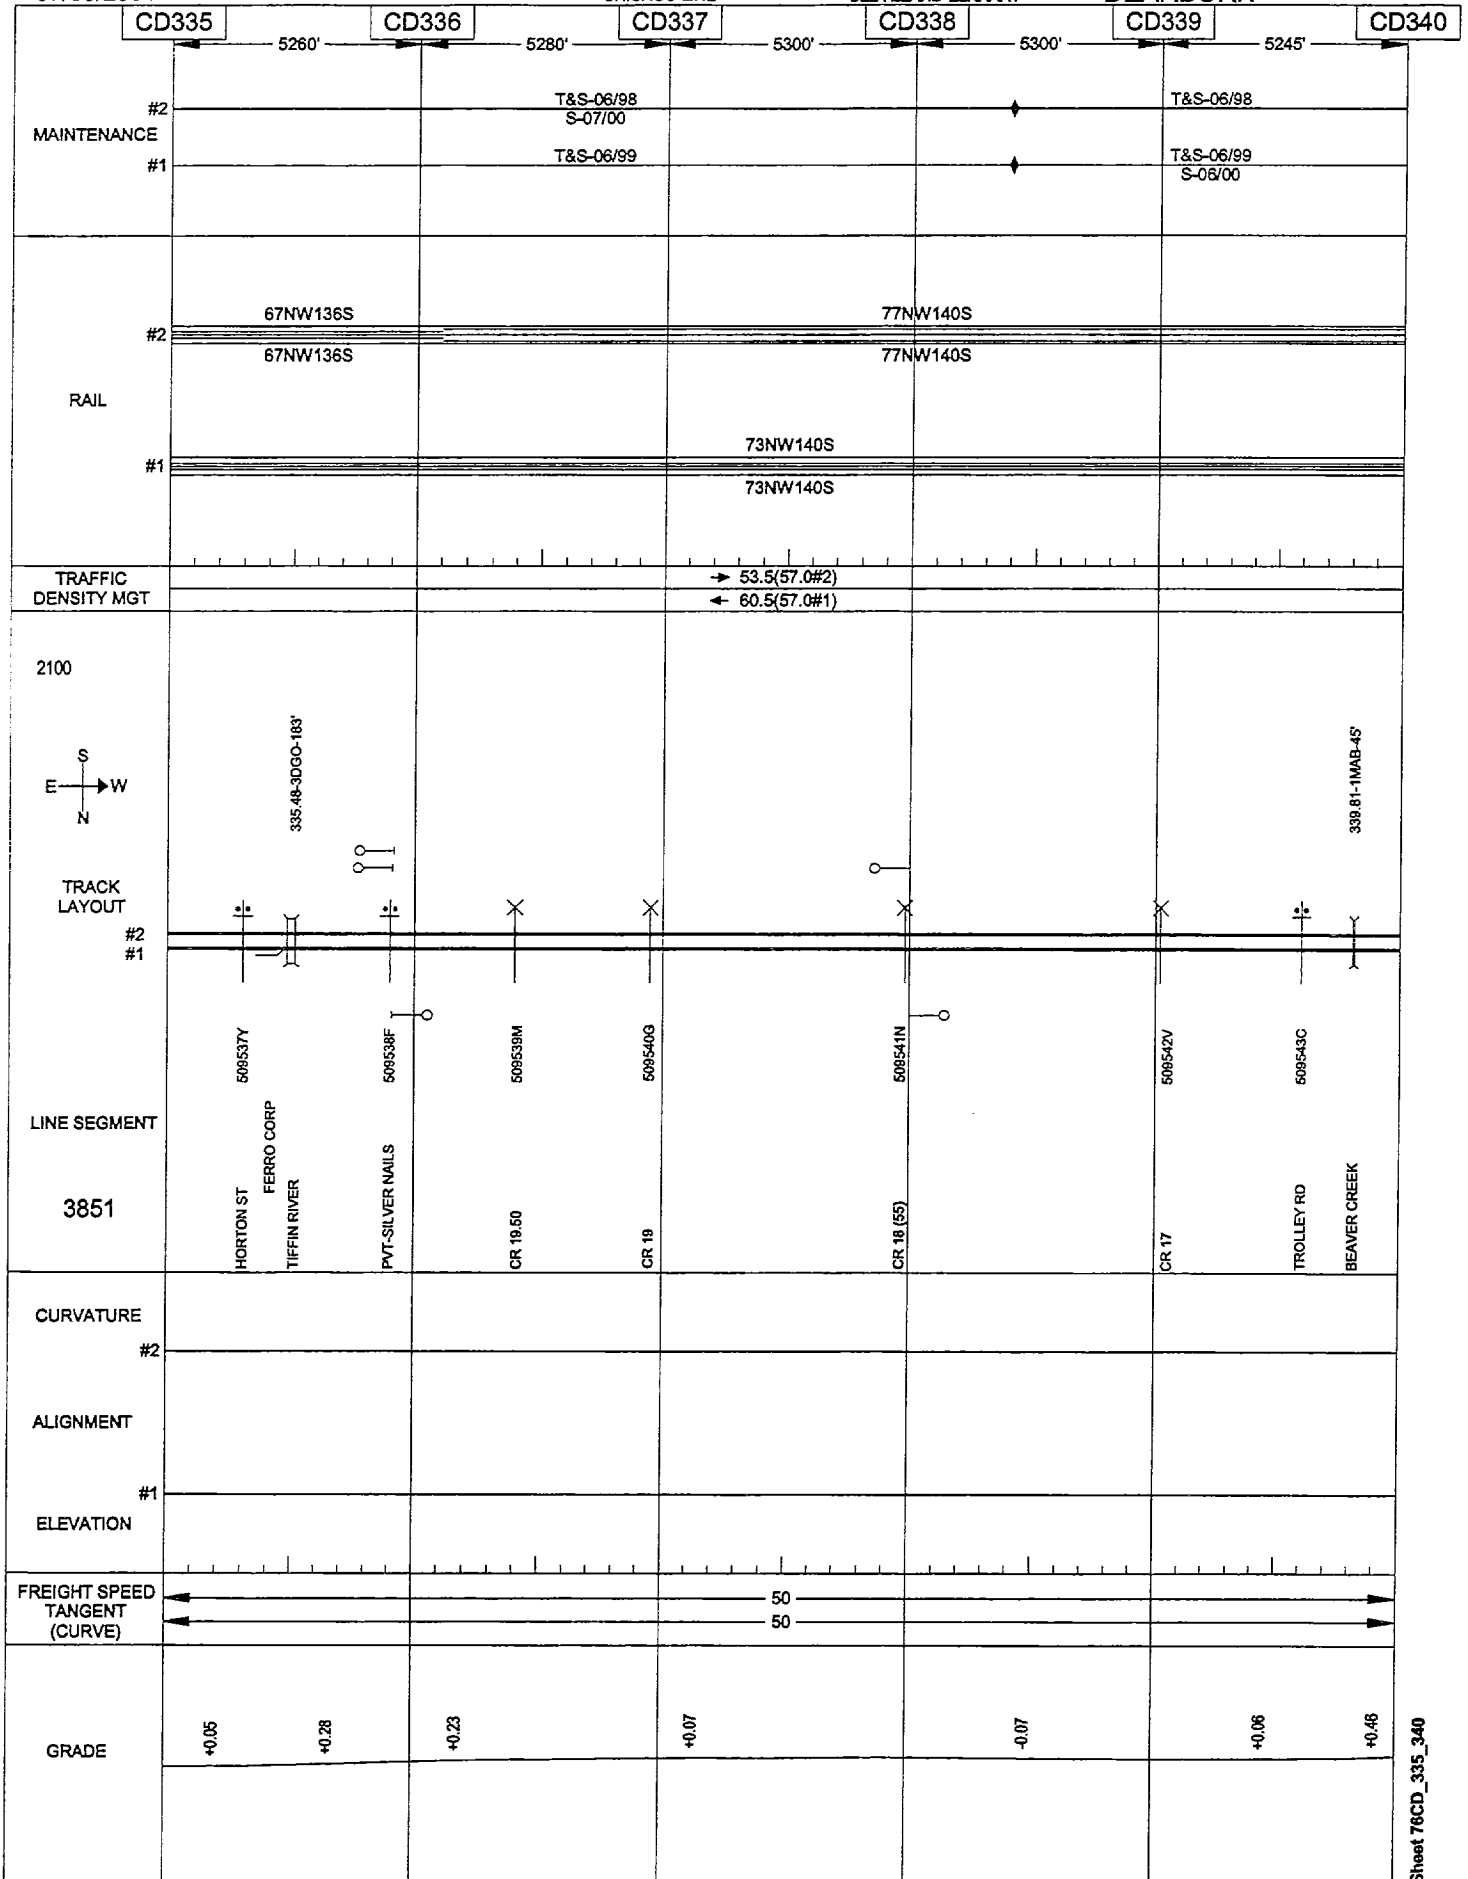 CD335 CD336 CD337 CD338 CD339 CD340
5260' 5280' 5300' 5300' 5245'
MAINTENANCE
#2
T&S-06/98
S-07/00
T&S-06/98
#1
T&S-06/99
T&S-06/99
S-06/00
RAIL
#2
67NW136S 77NW140S
67NW136S 77NW140S
#1
73NW140S
73NW140S
TRAFFIC
DENSITY MGT
53.5(57.0#2)
60.5(57.0#1)
2100
S
E W
N
335.48-3DGO-183'
339.81-1MAB-45'
TRACK
LAYOUT
#2
#1
509537Y
509538F
509539M
509540G
509541N
509542V
509543C
LINE SEGMENT
3851
HORTON ST
FERRO CORP
TIFFIN RIVER
PVT-SILVER NAILS
CR 19.50
CR 19
CR 18 (55)
CR 17
TROLLEY RD
BEAVER CREEK
CURVATURE
#2
ALIGNMENT
#1
ELEVATION
FREIGHT SPEED
TANGENT
(CURVE)
50
50
GRADE
+0.05
+0.28
+0.23
+0.07
-0.07
+0.06
+0.46
Sheet 76CD_335_340